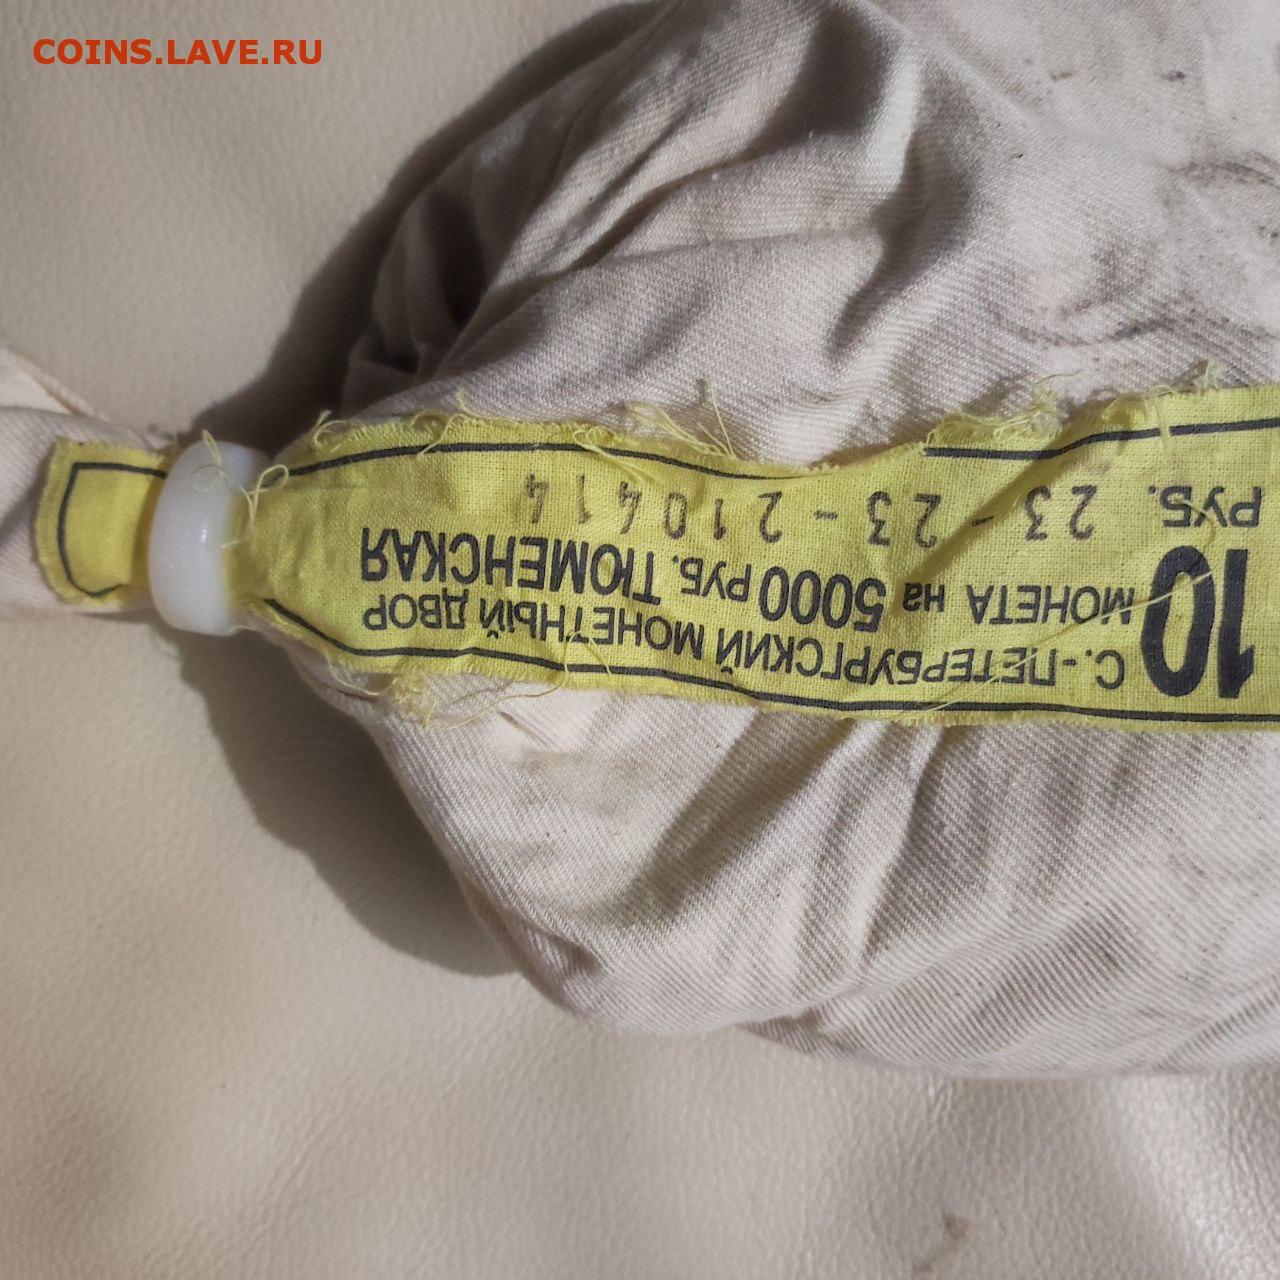 COINS.LAVE.RU
С.-ПЕТЕРБУРГСКИЙ МОНЕТНЫЙ ДВОР
10 МОНЕТА на 5000 РУБ. ТЮМЕНСКАЯ
РУБ. 23-23-210414